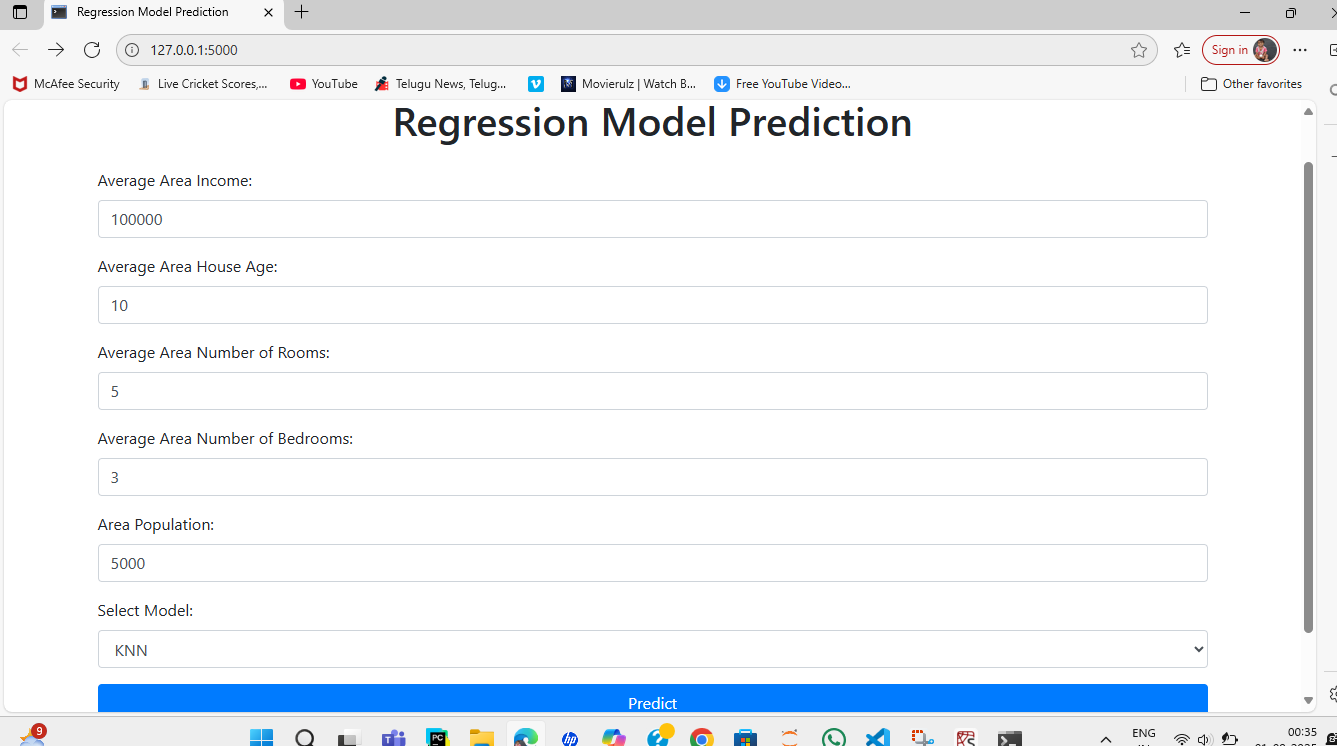 Regression Model Prediction
127.0.0.1:5000
Sign in
McAfee Security
Live Cricket Scores,...
YouTube
Telugu News, Telug...
Movierulz | Watch B...
Free YouTube Video...
Other favorites
Regression Model Prediction
Average Area Income:
100000
Average Area House Age:
10
Average Area Number of Rooms:
5
Average Area Number of Bedrooms:
3
Area Population:
5000
Select Model:
KNN
Predict
9
PC
hp
ENG
00:35